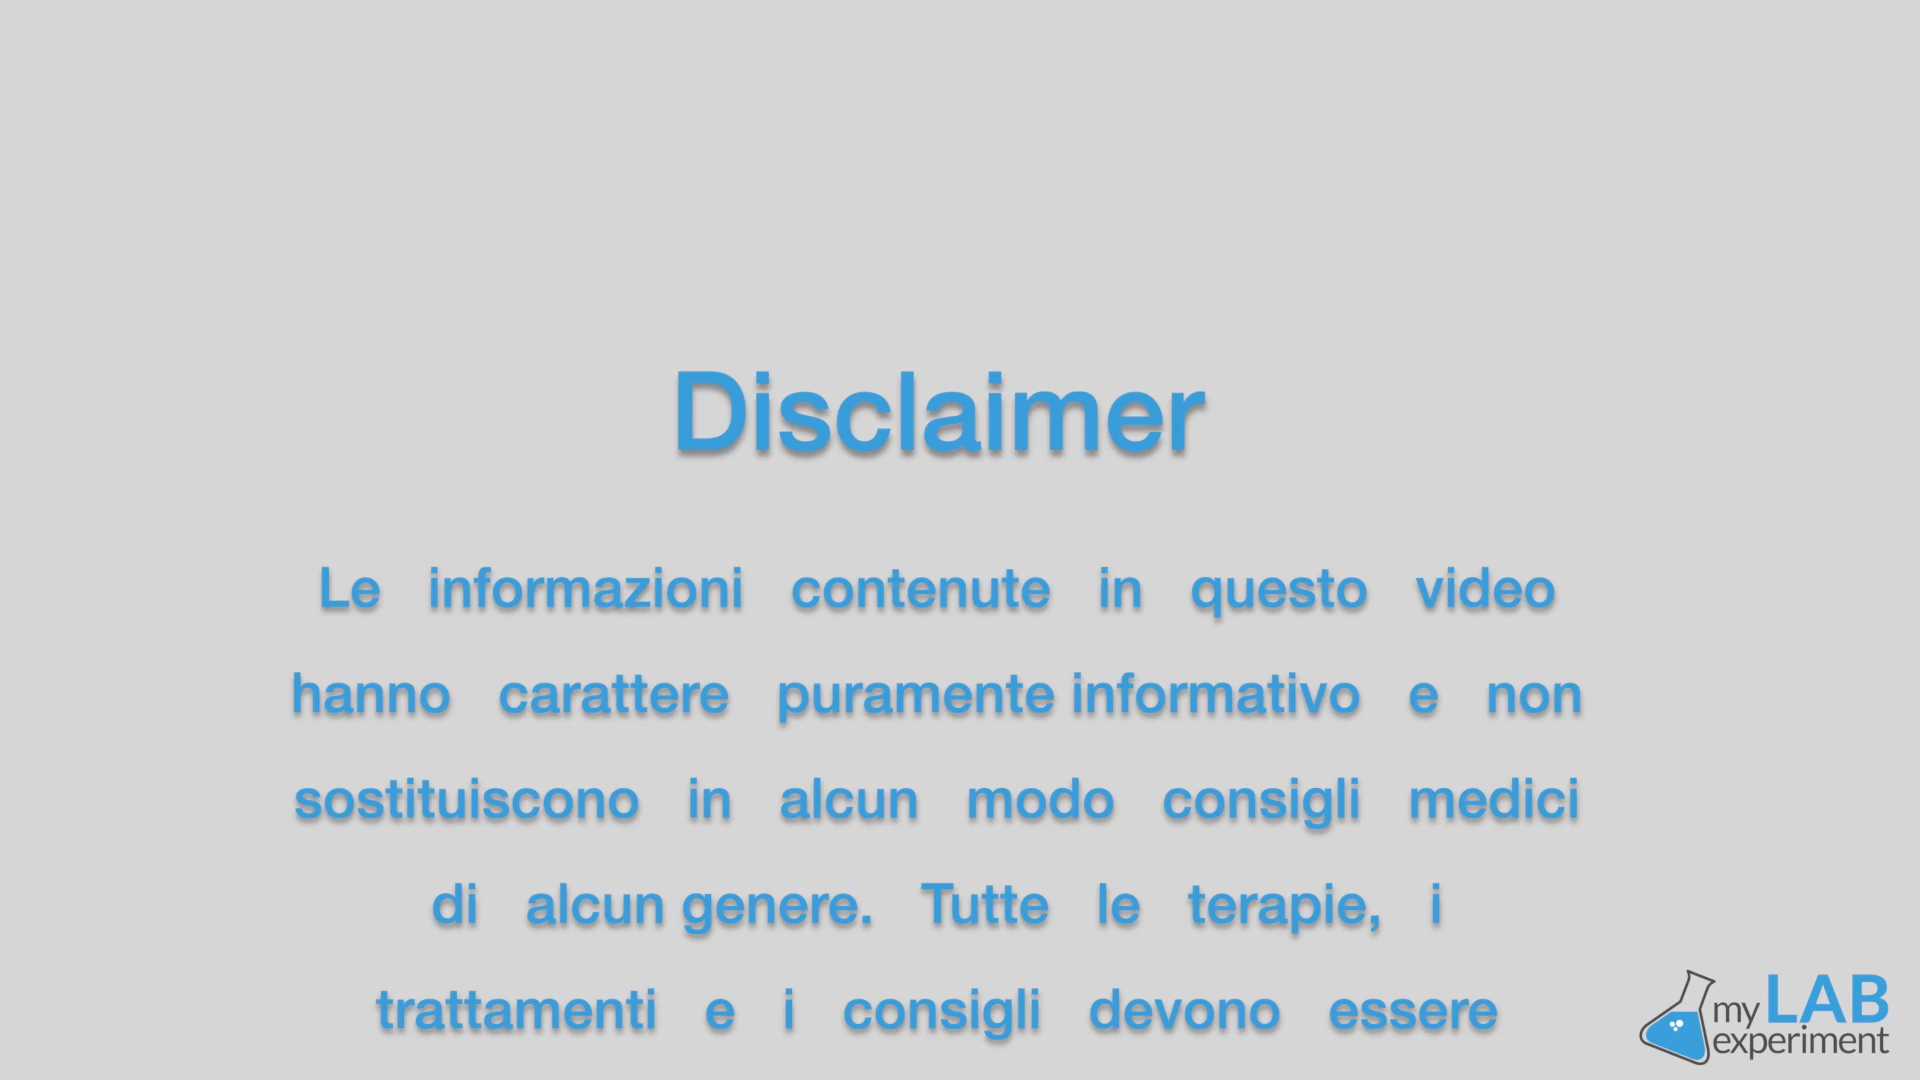 Disclaimer
Le informazioni contenute in questo video
hanno carattere puramente informativo e non
sostituiscono in alcun modo consigli medici
di alcun genere. Tutte le terapie, i
trattamenti e i consigli devono essere
my LAB
experiment